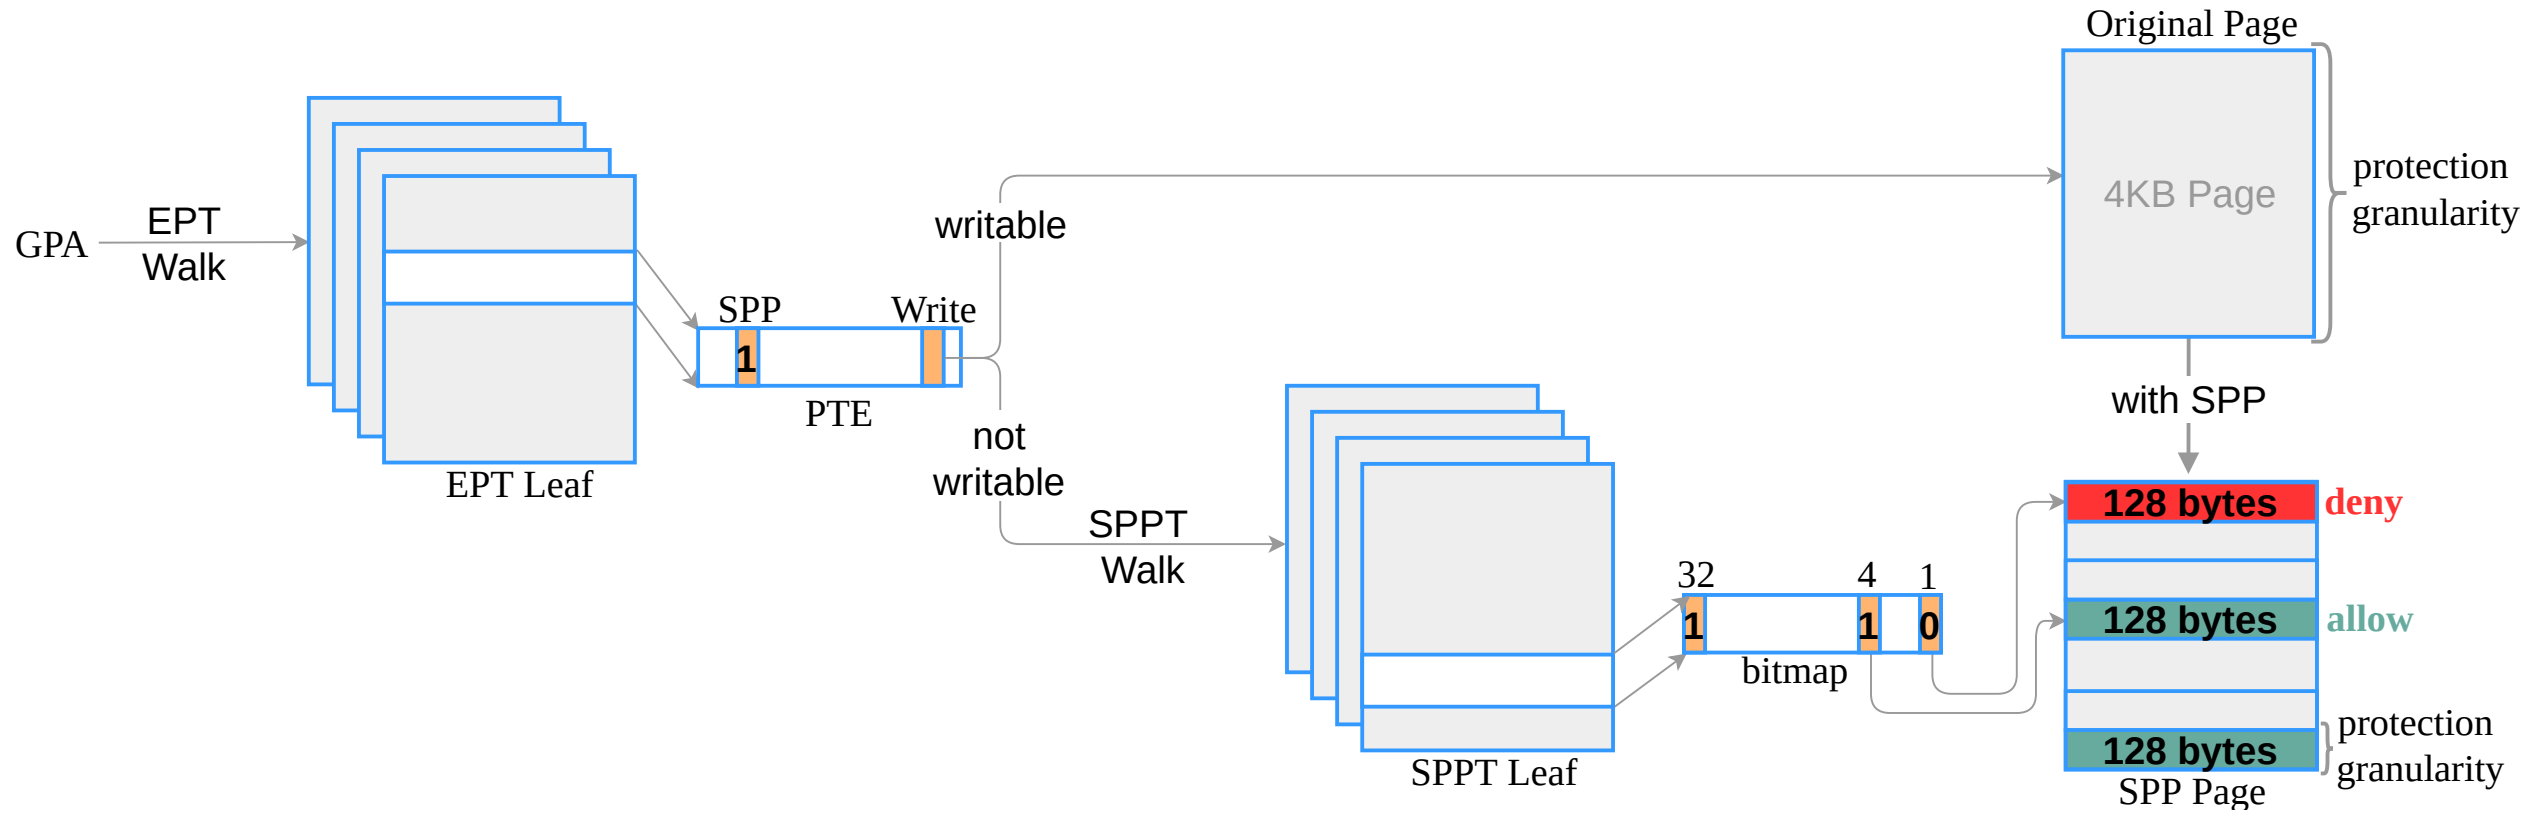 Original Page
4KB Page
protection
granularity
GPA
EPT
Walk
EPT Leaf
SPP
Write
1
PTE
writable
not
writable
SPPT
Walk
SPPT Leaf
32
4
1
1
1
0
bitmap
with SPP
128 bytes
deny
128 bytes
allow
128 bytes
protection
granularity
SPP Page